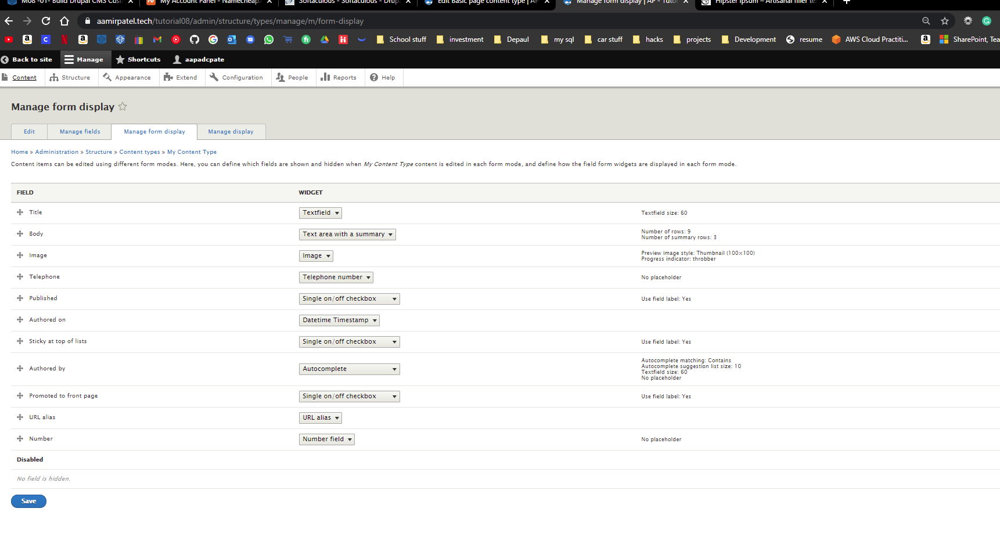 M08 -01- Build Drupal CMS Cust
My Account Panel - Namecheap.
Softaculous - Softaculous - Drup
Edit Basic page content type | AP
Manage form display | AP - Tuto
Hipster Ipsum – Artisanal filler te
aamirpatel.tech/tutorial08/admin/structure/types/manage/m/form-display
School stuff
investment
Depaul
my sql
car stuff
hacks
projects
Development
resume
AWS Cloud Practiti...
SharePoint, Tea
Back to site
Manage
Shortcuts
aapadcpate
Content
Structure
Appearance
Extend
Configuration
People
Reports
Help
Manage form display
Edit
Manage fields
Manage form display
Manage display
Home » Administration » Structure » Content types » My Content Type
Content items can be edited using different form modes. Here, you can define which fields are shown and hidden when My Content Type content is edited in each form mode, and define how the field form widgets are displayed in each form mode.
FIELD
WIDGET
Title
Textfield
Textfield size: 60
Body
Text area with a summary
Number of rows: 9
Number of summary rows: 3
Image
Image
Preview image style: Thumbnail (100×100)
Progress indicator: throbber
Telephone
Telephone number
No placeholder
Published
Single on/off checkbox
Use field label: Yes
Authored on
Datetime Timestamp
Sticky at top of lists
Single on/off checkbox
Use field label: Yes
Authored by
Autocomplete
Autocomplete matching: Contains
Autocomplete suggestion list size: 10
Textfield size: 60
No placeholder
Promoted to front page
Single on/off checkbox
Use field label: Yes
URL alias
URL alias
Number
Number field
No placeholder
Disabled
No field is hidden.
Save